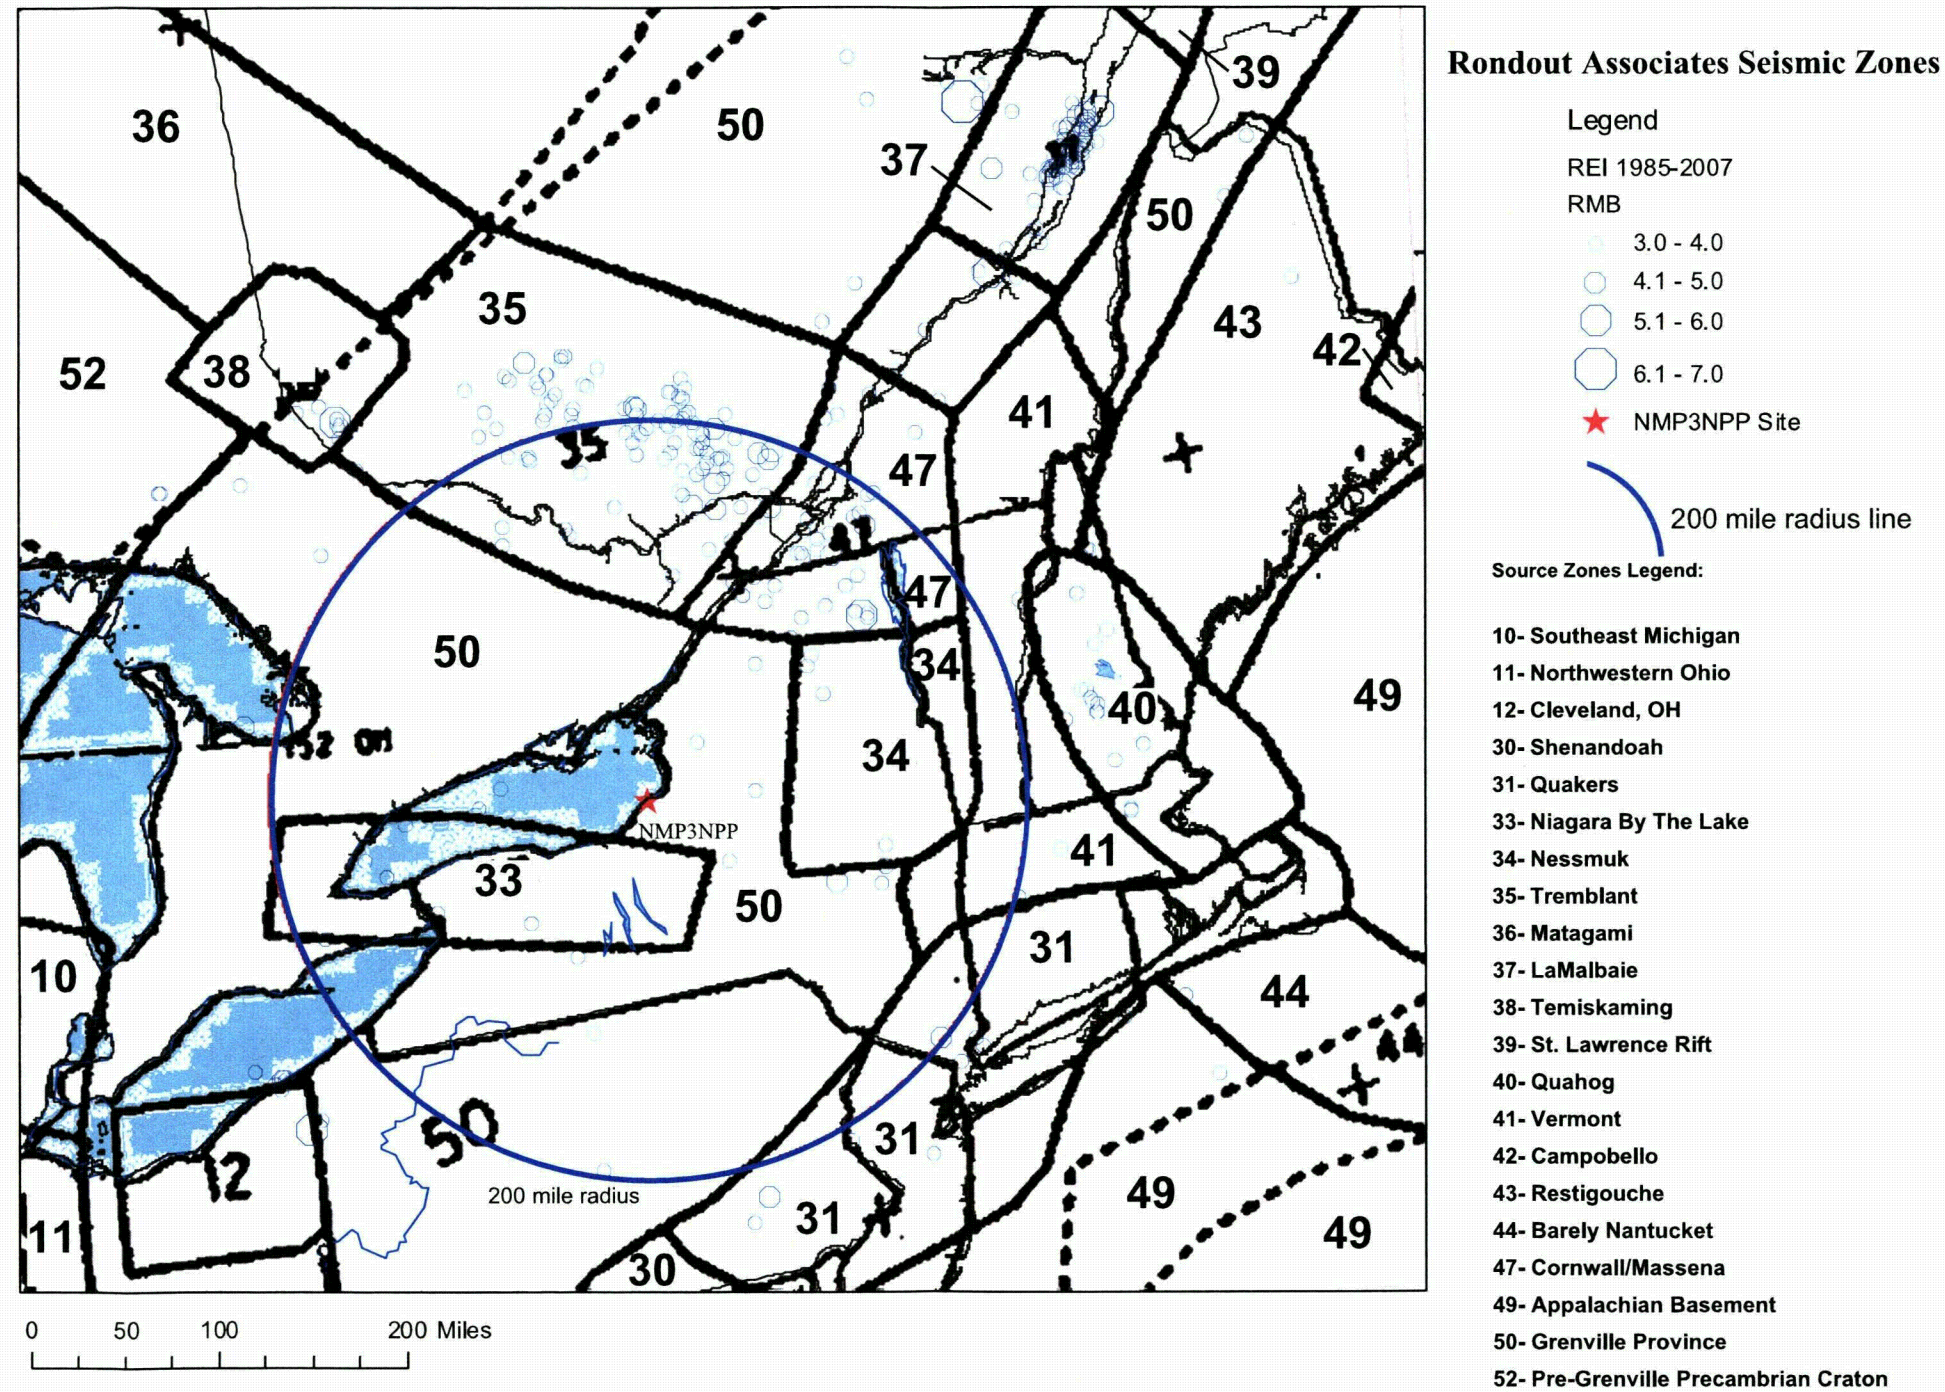 Rondout Associates Seismic Zones
Legend
REI 1985-2007
RMB
3.0 - 4.0
4.1 - 5.0
5.1 - 6.0
6.1 - 7.0
NMP3NPP Site
200 mile radius line
Source Zones Legend:
10- Southeast Michigan
11- Northwestern Ohio
12- Cleveland, OH
30- Shenandoah
31- Quakers
33- Niagara By The Lake
34- Nessmuk
35- Tremblant
36- Matagami
37- LaMalbaie
38- Temiskaming
39- St. Lawrence Rift
40- Quahog
41- Vermont
42- Campobello
43- Restigouche
44- Barely Nantucket
47- Cornwall/Massena
49- Appalachian Basement
50- Grenville Province
52- Pre-Grenville Precambrian Craton
39
36
50
37
50
35
43
42
52
38
41
35
47
47
50
34
49
40
34
NMP3NPP
33
41
50
31
10
44
44
50
31
12
49
200 mile radius
31
11
49
30
0 50 100 200 Miles